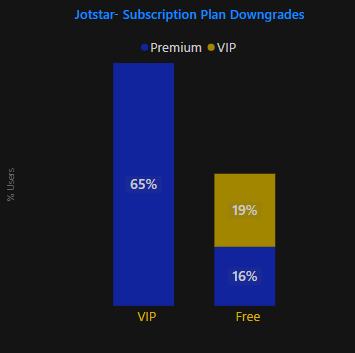 Jotstar- Subscription Plan Downgrades
Premium VIP
% Users
65%
19%
16%
VIP Free